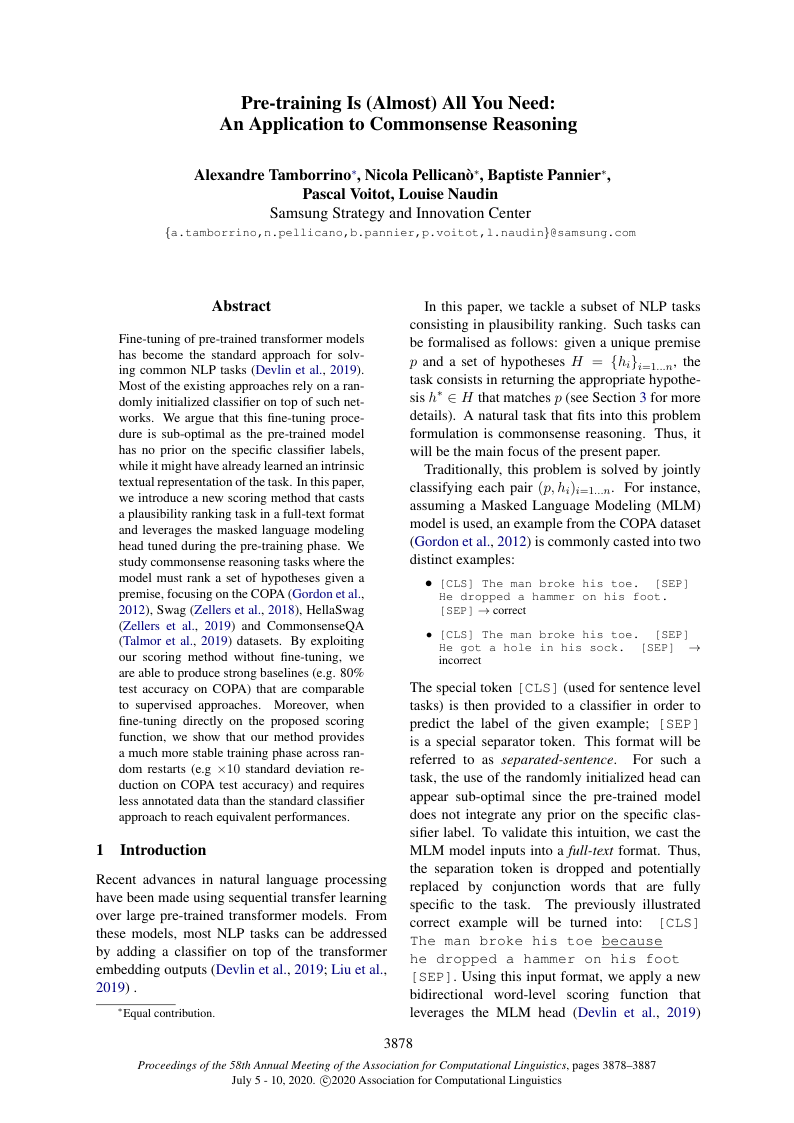 Pre-training Is (Almost) All You Need:
An Application to Commonsense Reasoning
Alexandre Tamborrino*, Nicola Pellicanò*, Baptiste Pannier*,
Pascal Voitot, Louise Naudin
Samsung Strategy and Innovation Center
{a.tamborrino,n.pellicano,b.pannier,p.voitot,l.naudin}@samsung.com
Abstract
Fine-tuning of pre-trained transformer models
has become the standard approach for solv-
ing common NLP tasks (Devlin et al., 2019).
Most of the existing approaches rely on a ran-
domly initialized classifier on top of such net-
works. We argue that this fine-tuning proce-
dure is sub-optimal as the pre-trained model
has no prior on the specific classifier labels,
while it might have already learned an intrinsic
textual representation of the task. In this paper,
we introduce a new scoring method that casts
a plausibility ranking task in a full-text format
and leverages the masked language modeling
head tuned during the pre-training phase. We
study commonsense reasoning tasks where the
model must rank a set of hypotheses given a
premise, focusing on the COPA (Gordon et al.,
2012), Swag (Zellers et al., 2018), HellaSwag
(Zellers et al., 2019) and CommonsenseQA
(Talmor et al., 2019) datasets. By exploiting
our scoring method without fine-tuning, we
are able to produce strong baselines (e.g. 80%
test accuracy on COPA) that are comparable
to supervised approaches. Moreover, when
fine-tuning directly on the proposed scoring
function, we show that our method provides
a much more stable training phase across ran-
dom restarts (e.g ×10 standard deviation re-
duction on COPA test accuracy) and requires
less annotated data than the standard classifier
approach to reach equivalent performances.
1 Introduction
Recent advances in natural language processing
have been made using sequential transfer learning
over large pre-trained transformer models. From
these models, most NLP tasks can be addressed
by adding a classifier on top of the transformer
embedding outputs (Devlin et al., 2019; Liu et al.,
2019) .
*Equal contribution.
In this paper, we tackle a subset of NLP tasks
consisting in plausibility ranking. Such tasks can
be formalised as follows: given a unique premise
p and a set of hypotheses H = {hi}i=1...n, the
task consists in returning the appropriate hypothe-
sis h* ∈ H that matches p (see Section 3 for more
details). A natural task that fits into this problem
formulation is commonsense reasoning. Thus, it
will be the main focus of the present paper.
Traditionally, this problem is solved by jointly
classifying each pair (p, hi)i=1...n. For instance,
assuming a Masked Language Modeling (MLM)
model is used, an example from the COPA dataset
(Gordon et al., 2012) is commonly casted into two
distinct examples:
• [CLS] The man broke his toe. [SEP]
He dropped a hammer on his foot.
[SEP] → correct
• [CLS] The man broke his toe. [SEP]
He got a hole in his sock. [SEP] →
incorrect
The special token [CLS] (used for sentence level
tasks) is then provided to a classifier in order to
predict the label of the given example; [SEP]
is a special separator token. This format will be
referred to as separated-sentence. For such a
task, the use of the randomly initialized head can
appear sub-optimal since the pre-trained model
does not integrate any prior on the specific clas-
sifier label. To validate this intuition, we cast the
MLM model inputs into a full-text format. Thus,
the separation token is dropped and potentially
replaced by conjunction words that are fully
specific to the task. The previously illustrated
correct example will be turned into: [CLS]
The man broke his toe because
he dropped a hammer on his foot
[SEP]. Using this input format, we apply a new
bidirectional word-level scoring function that
leverages the MLM head (Devlin et al., 2019)
3878
Proceedings of the 58th Annual Meeting of the Association for Computational Linguistics, pages 3878–3887
July 5 - 10, 2020. ©2020 Association for Computational Linguistics